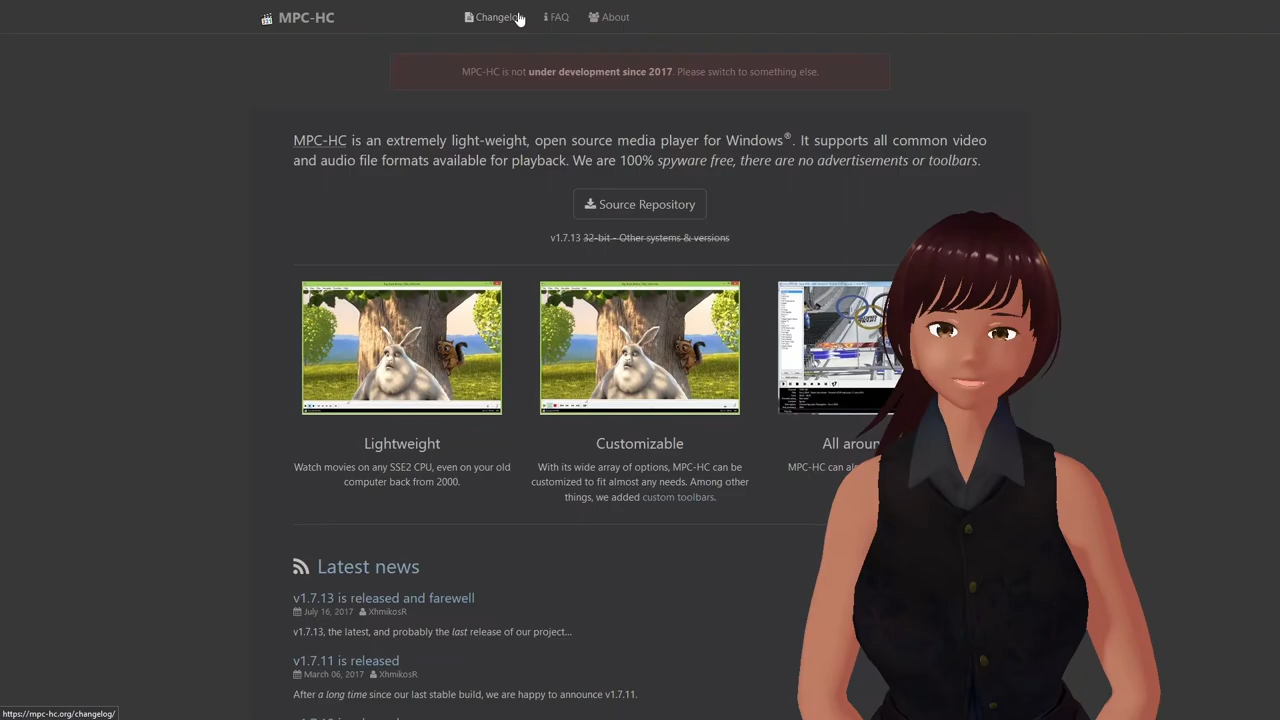 MPC-HC
Changelo
FAQ
About
MPC-HC is not under development since 2017. Please switch to something else.
MPC-HC is an extremely light-weight, open source media player for Windows®. It supports all common video
and audio file formats available for playback. We are 100% spyware free, there are no advertisements or toolbars.
Source Repository
v1.7.13 32-bit - Other systems & versions
Lightweight
Watch movies on any SSE2 CPU, even on your old
computer back from 2000.
Customizable
With its wide array of options, MPC-HC can be
customized to fit almost any needs. Among other
things, we added custom toolbars.
All aroun
MPC-HC can
Latest news
v1.7.13 is released and farewell
July 16, 2017 XhmikosR
v1.7.13, the latest, and probably the last release of our project...
v1.7.11 is released
March 06, 2017 XhmikosR
After a long time since our last stable build, we are happy to announce v1.7.11.
https://mpc-hc.org/changelog/